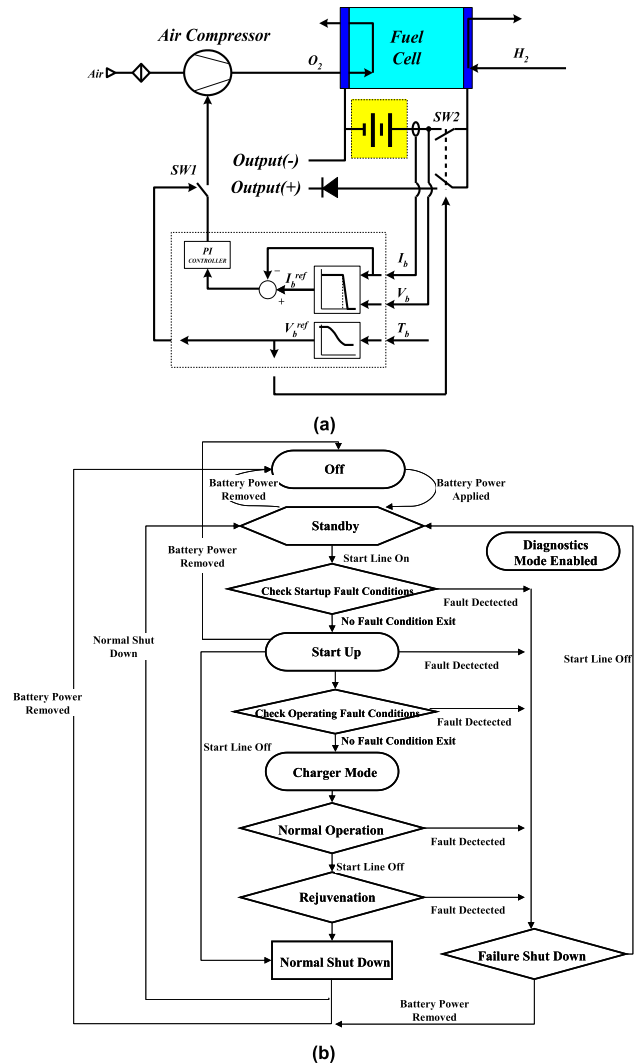 Air Compressor
Fuel
Cell
Air
O2
H2
SW2
Output(-)
SW1
Output(+)
PI
CONTROLLER
Ib
−
Ibref
+
Vb
Vbref
Tb
(a)
Off
Battery Power
Removed
Battery Power
Applied
Standby
Diagnostics
Mode Enabled
Battery Power
Removed
Start Line On
Check Startup Fault Conditions
Fault Dectected
No Fault Condition Exit
Normal Shut
Down
Start Up
Fault Dectected
Start Line Off
Battery Power
Removed
Check Operating Fault Conditions
Fault Dectected
Start Line Off
No Fault Condition Exit
Charger Mode
Normal Operation
Fault Dectected
Start Line Off
Rejuvenation
Fault Dectected
Normal Shut Down
Failure Shut Down
Battery Power
Removed
(b)